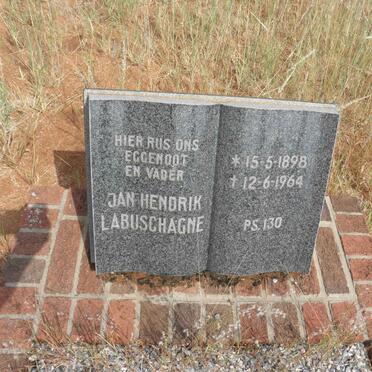 HIER RUS ONS
EGGENOOT
EN VADER
JAN HENDRIK
LABUSCHAGNE
* 15-5-1898
† 12-6-1964
PS. 130